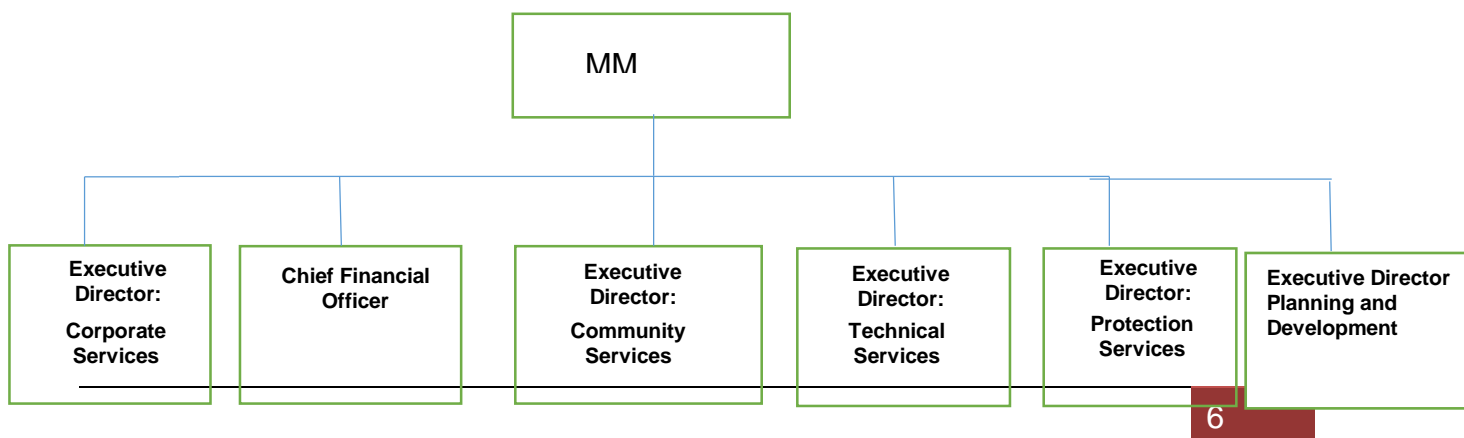 MM
Executive
Director:
Corporate
Services
Chief Financial
Officer
Executive
Director:
Community
Services
Executive
Director:
Technical
Services
Executive
Director:
Protection
Services
Executive Director
Planning and
Development
6